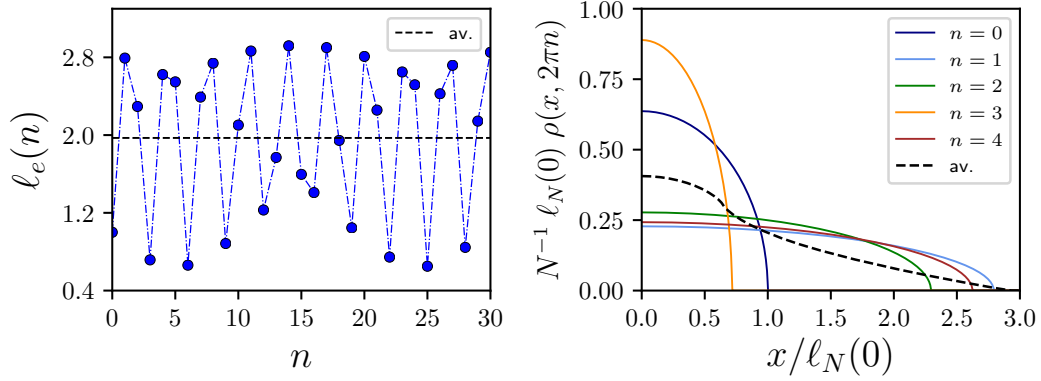 ℓ_e(n)
2.8
2.0
1.2
0.4
av.
0 5 10 15 20 25 30
n
N⁻¹ ℓ_N(0) ρ(x, 2πn)
1.00
0.75
0.50
0.25
0.00
n = 0
n = 1
n = 2
n = 3
n = 4
av.
0.0 0.5 1.0 1.5 2.0 2.5 3.0
x/ℓ_N(0)